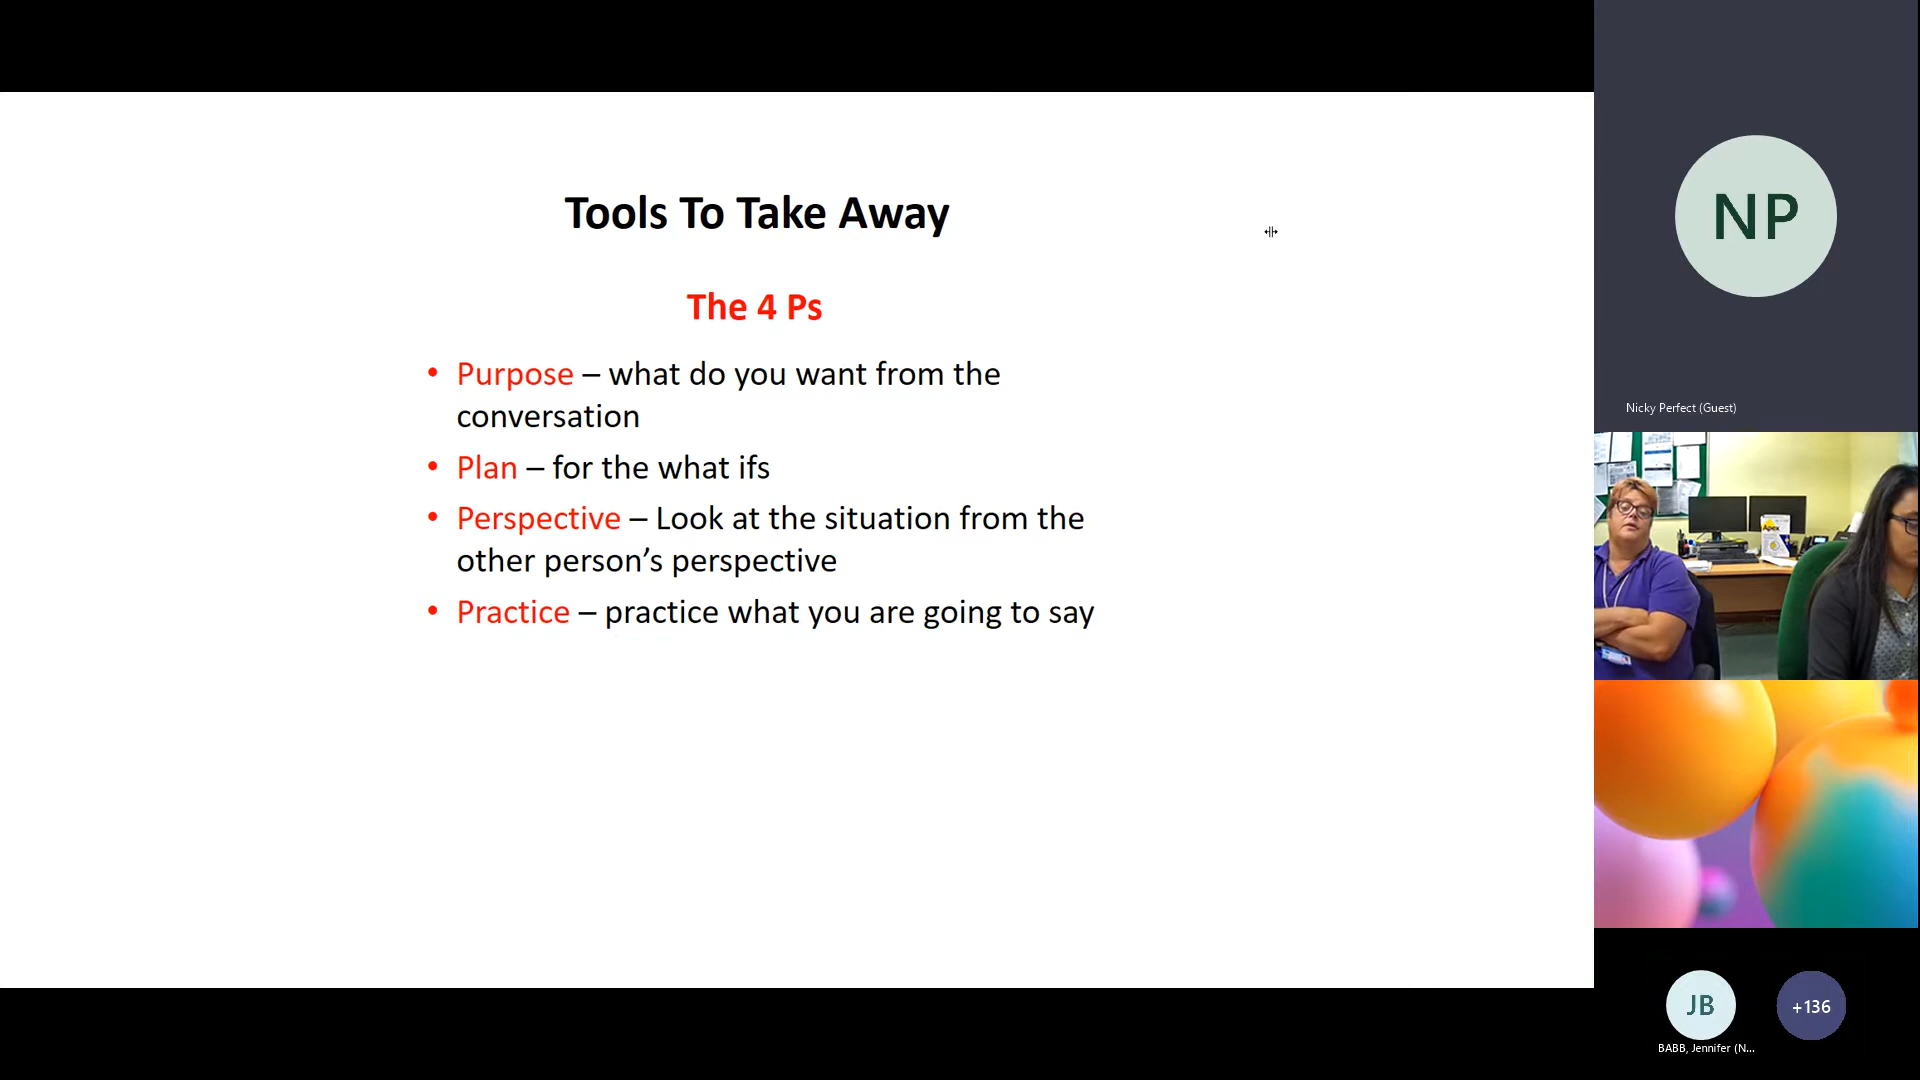 Tools To Take Away
The 4 Ps
• Purpose – what do you want from the
conversation
• Plan – for the what ifs
• Perspective – Look at the situation from the
other person’s perspective
• Practice – practice what you are going to say
NP
Nicky Perfect (Guest)
Apex
JB
+136
BABB, Jennifer (N...